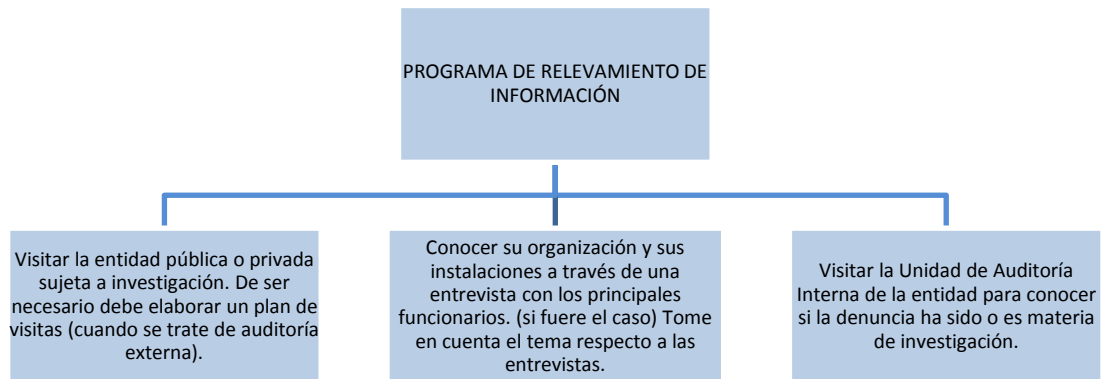 PROGRAMA DE RELEVAMIENTO DE
INFORMACIÓN
Visitar la entidad pública o privada
sujeta a investigación. De ser
necesario debe elaborar un plan de
visitas (cuando se trate de auditoría
externa).
Conocer su organización y sus
instalaciones a través de una
entrevista con los principales
funcionarios. (si fuere el caso) Tome
en cuenta el tema respecto a las
entrevistas.
Visitar la Unidad de Auditoría
Interna de la entidad para conocer
si la denuncia ha sido o es materia
de investigación.